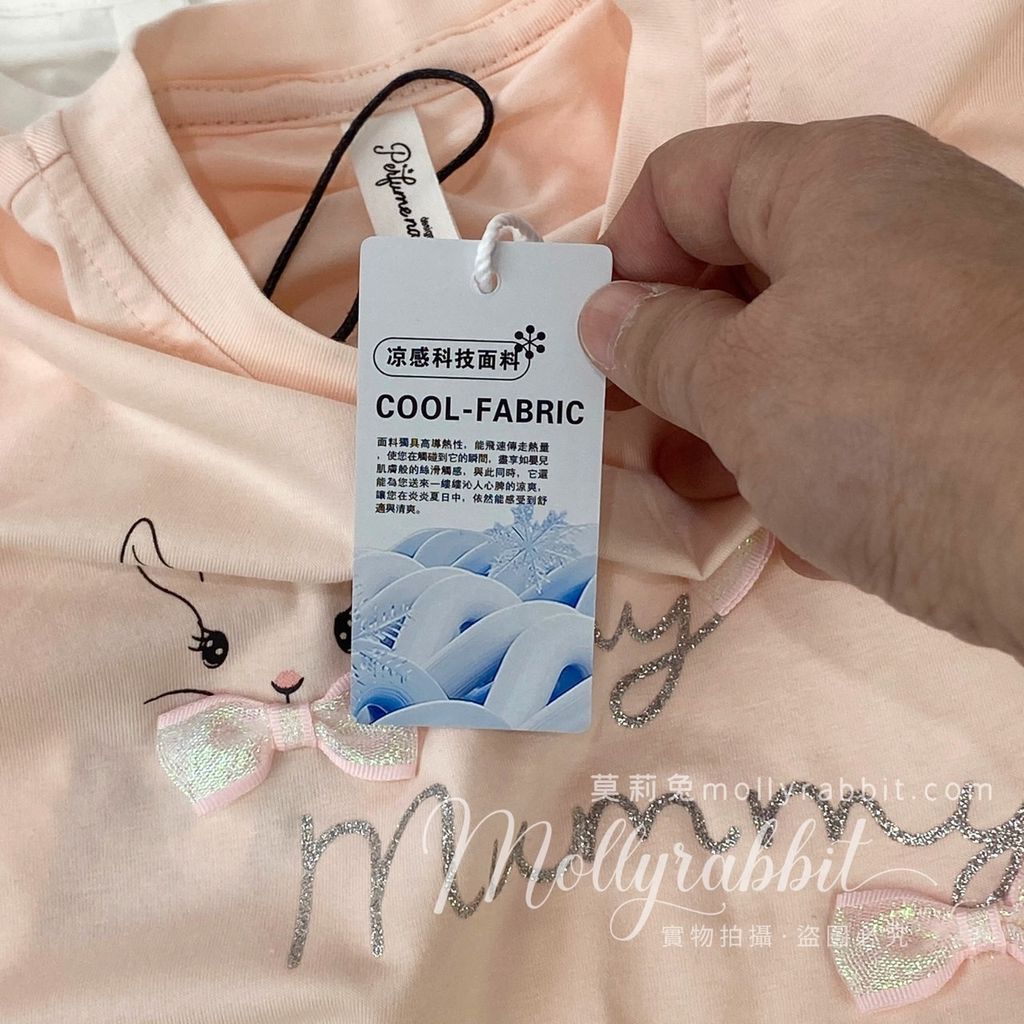 Pölymena
凉感科技面料
COOL-FABRIC
面料獨具高導熱性，能飛速傳走熱量
，使您在觸碰到它的瞬間，盡享如嬰兒
肌膚般的絲滑觸感，與此同時，它還
能為您送來一縷縷沁人心脾的涼爽，
讓您在炎炎夏日中，依然能感受到舒
適與清爽。
y
Mummy
莫莉兔mollyrabbit.com
Mollyrabbit
實物拍攝·盜圖必究